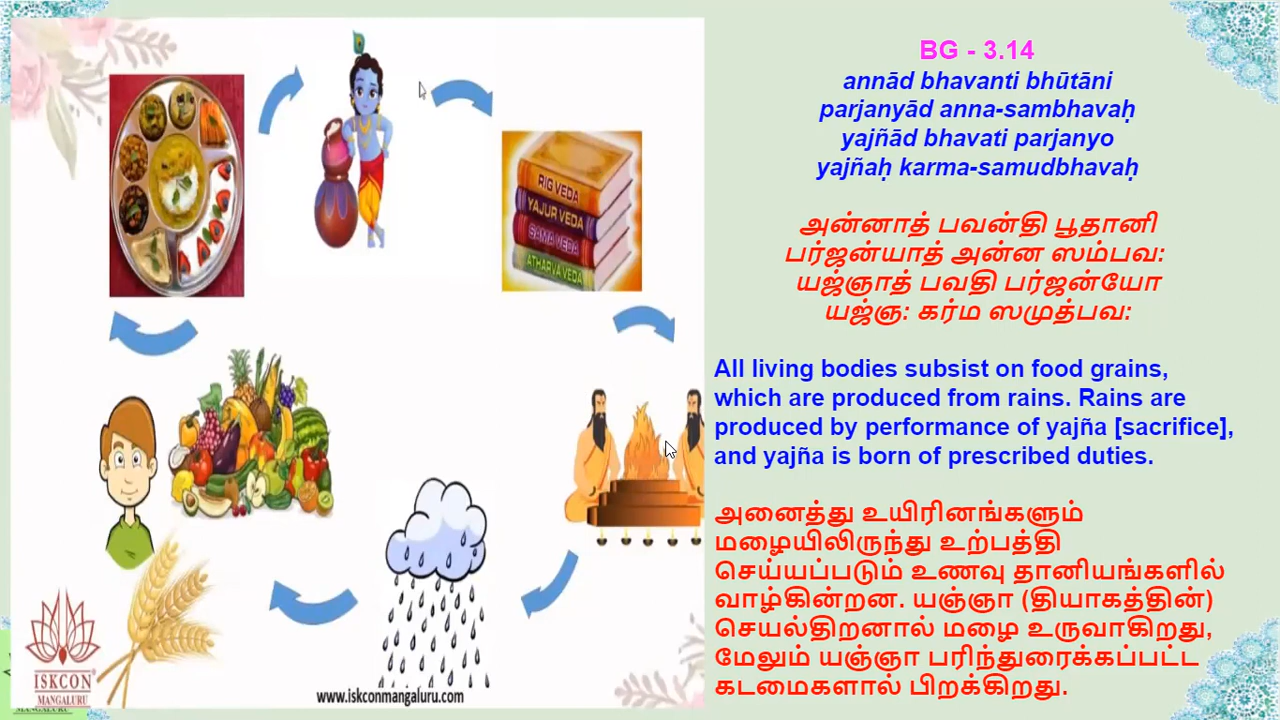 RIG VEDA
YAJUR VEDA
SAMA VEDA
ATHARVA VEDA
ISKCON
MANGALURU
MANGALURU
www.iskconmangaluru.com
BG - 3.14
annād bhavanti bhūtāni
parjanyād anna-sambhavaḥ
yajñād bhavati parjanyo
yajñaḥ karma-samudbhavaḥ
அன்னாத் பவன்தி பூதானி
பர்ஜன்யாத் அன்ன ஸம்பவ:
யஜ்ஞாத் பவதி பர்ஜன்யோ
யஜ்ஞ: கர்ம ஸமுத்பவ:
All living bodies subsist on food grains,
which are produced from rains. Rains are
produced by performance of yajña [sacrifice],
and yajña is born of prescribed duties.
அனைத்து உயிரினங்களும்
மழையிலிருந்து உற்பத்தி
செய்யப்படும் உணவு தானியங்களில்
வாழ்கின்றன. யஞ்ஞா (தியாகத்தின்)
செயல்திறனால் மழை உருவாகிறது,
மேலும் யஞ்ஞா பரிந்துரைக்கப்பட்ட
கடமைகளால் பிறக்கிறது.